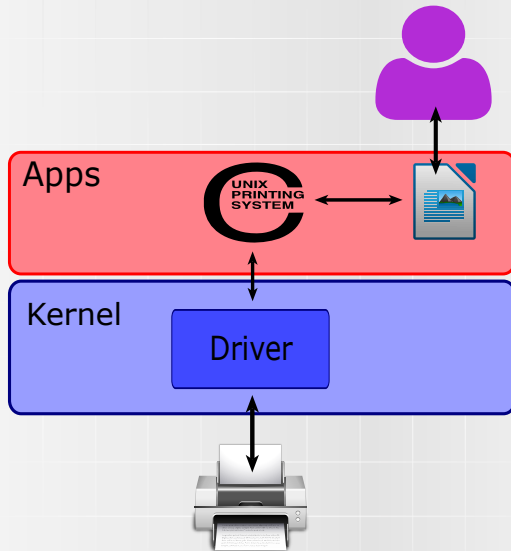 Apps
UNIX
PRINTING
SYSTEM
Kernel
Driver